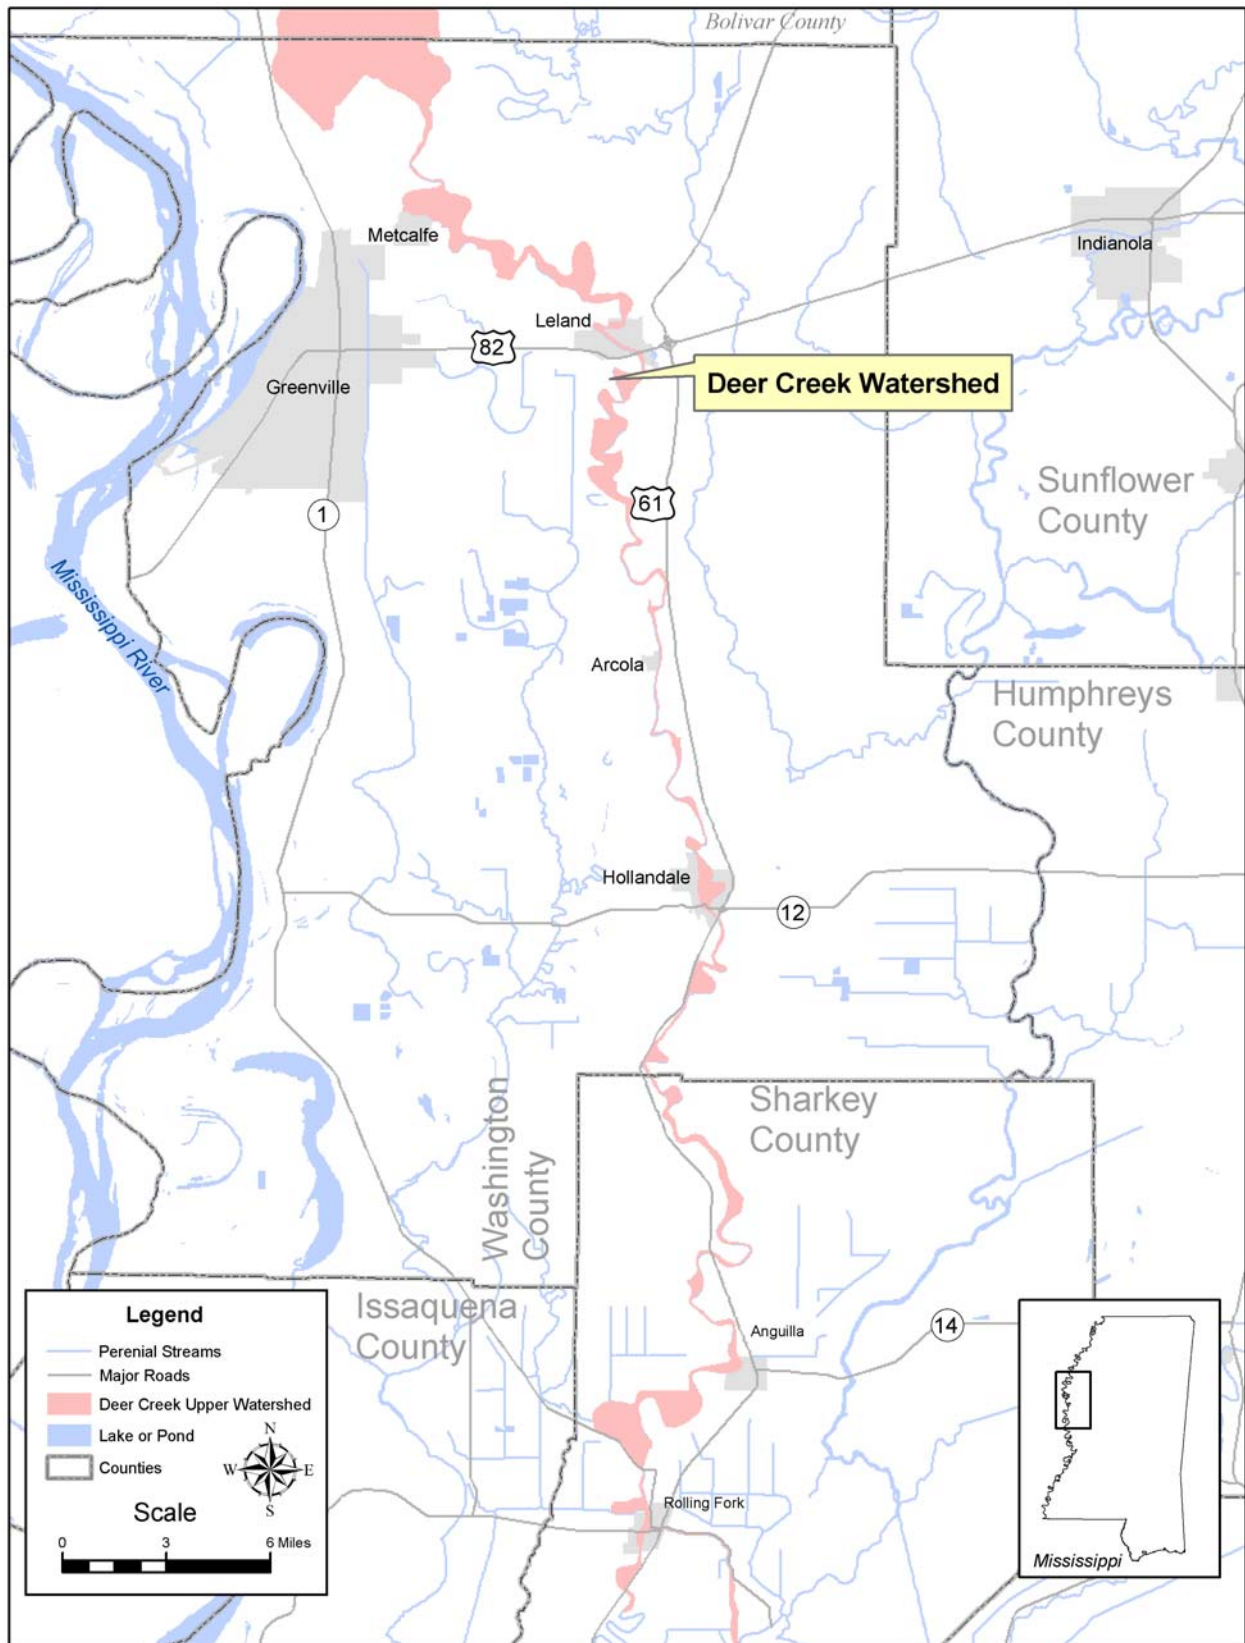 Bolivar County
Metcalfe
Indianola
Leland
82
Greenville
Deer Creek Watershed
Sunflower
County
61
1
Mississippi River
Arcola
Humphreys
County
Hollandale
12
Washington
County
Sharkey
County
Issaquena
County
Anguilla
14
Rolling Fork
Legend
Perenial Streams
Major Roads
Deer Creek Upper Watershed
Lake or Pond
Counties
N
W
E
S
Scale
0
3
6 Miles
Mississippi